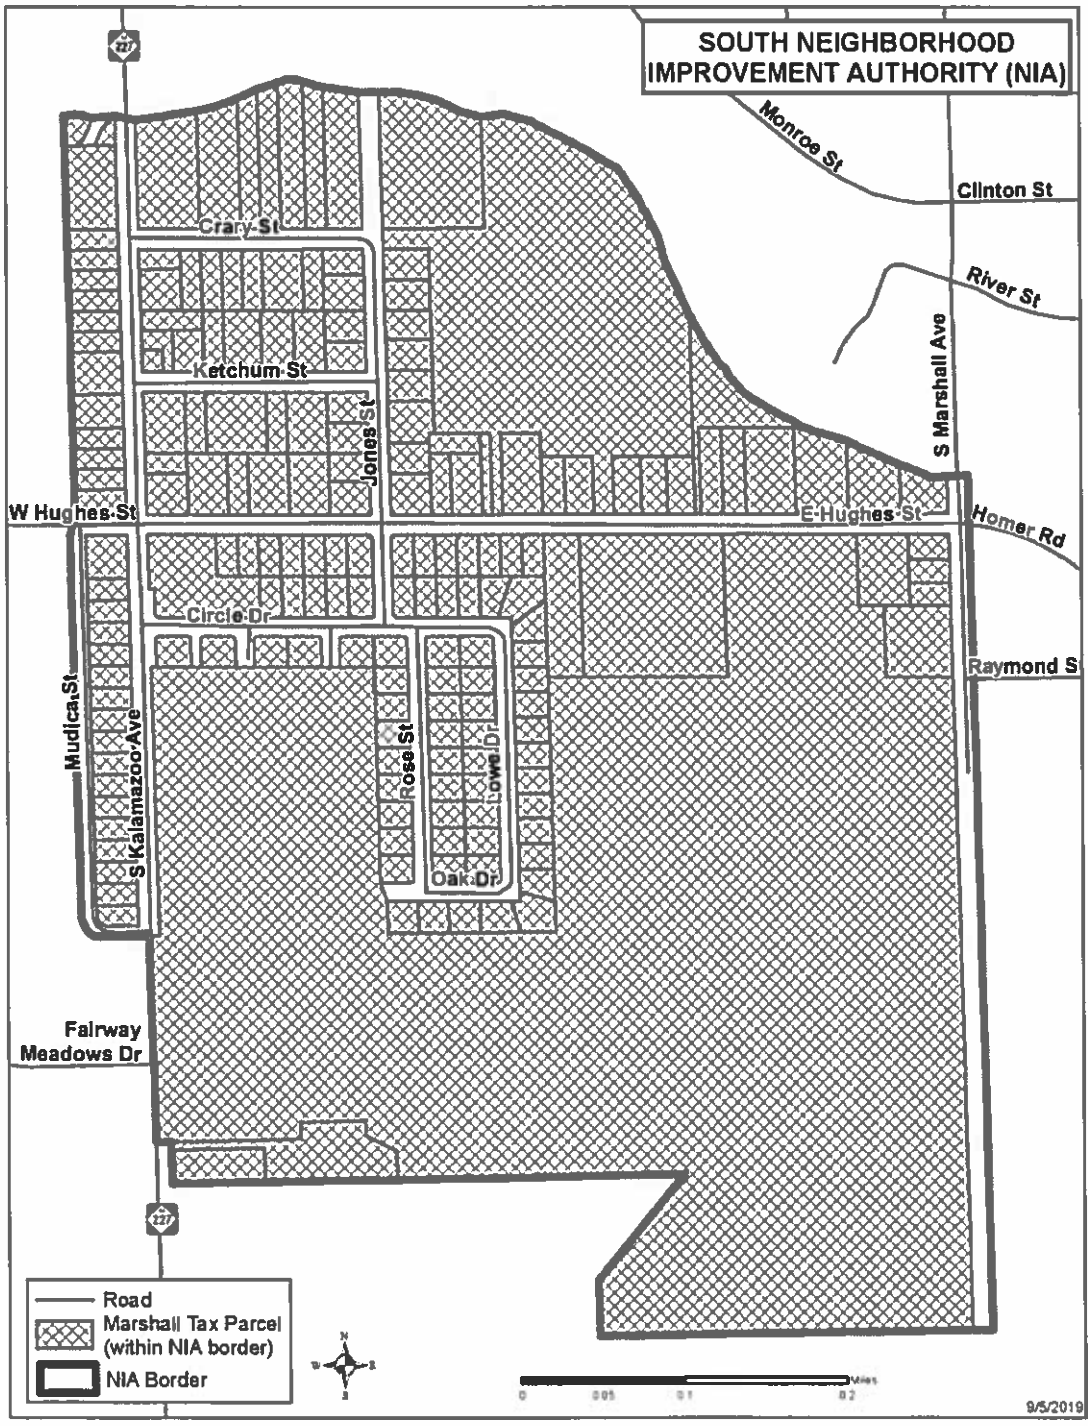 SOUTH NEIGHBORHOOD
IMPROVEMENT AUTHORITY (NIA)
227
Monroe St
Clinton St
River St
S Marshall Ave
Crary St
Ketchum St
Jones St
W Hughes St
E Hughes St
Homer Rd
Circle Dr
Raymond S
Mudica St
S Kalamazoo Ave
Rose St
Lowe Dr
Oak Dr
Fairway
Meadows Dr
227
Road
Marshall Tax Parcel
(within NIA border)
NIA Border
N
W
E
S
Miles
0
0.05
0.1
0.2
9/5/2019